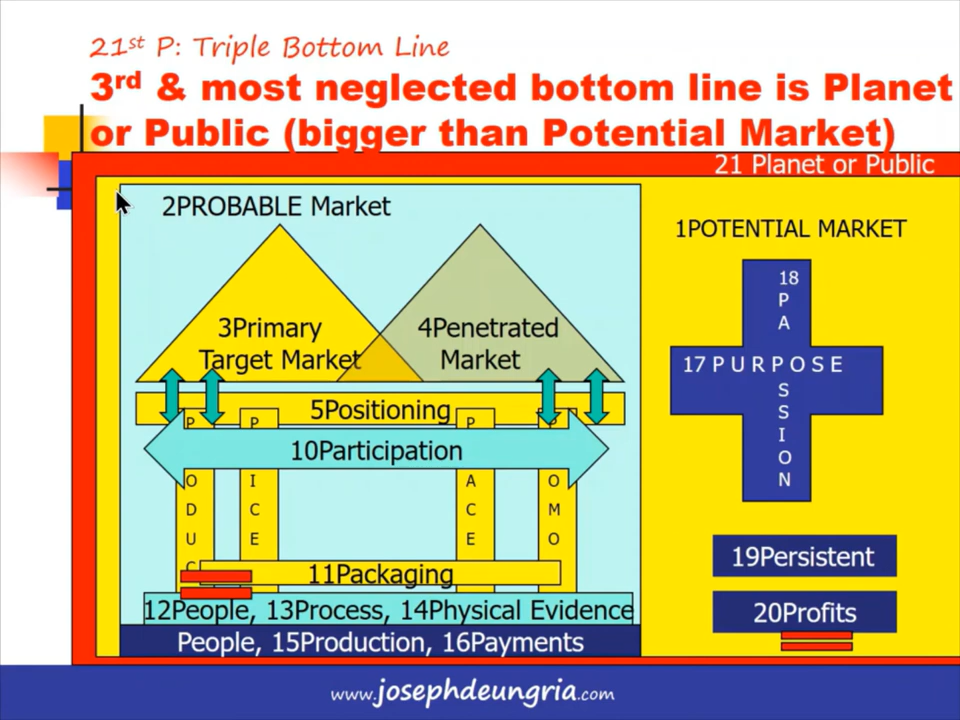 21st P: Triple Bottom Line
3rd & most neglected bottom line is Planet
or Public (bigger than Potential Market)
21 Planet or Public
2PROBABLE Market
1POTENTIAL MARKET
3Primary
Target Market
4Penetrated
Market
18
P
A
17 P U R P O S E
S
S
I
O
N
5Positioning
P P P
10Participation
O I A O
D C C M
U E E O
C
11Packaging
12People, 13Process, 14Physical Evidence
People, 15Production, 16Payments
19Persistent
20Profits
www.josephdeungria.com